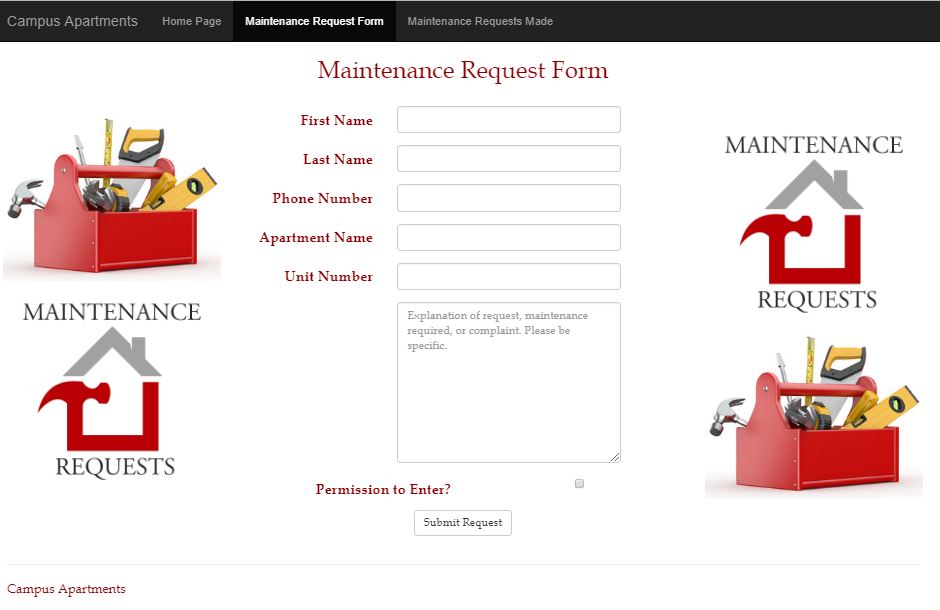 Campus Apartments Home Page Maintenance Request Form Maintenance Requests Made
Maintenance Request Form
First Name
Last Name
Phone Number
Apartment Name
Unit Number
Explanation of request, maintenance
required, or complaint. Please be
specific.
Permission to Enter?
Submit Request
MAINTENANCE
REQUESTS
MAINTENANCE
REQUESTS
Campus Apartments